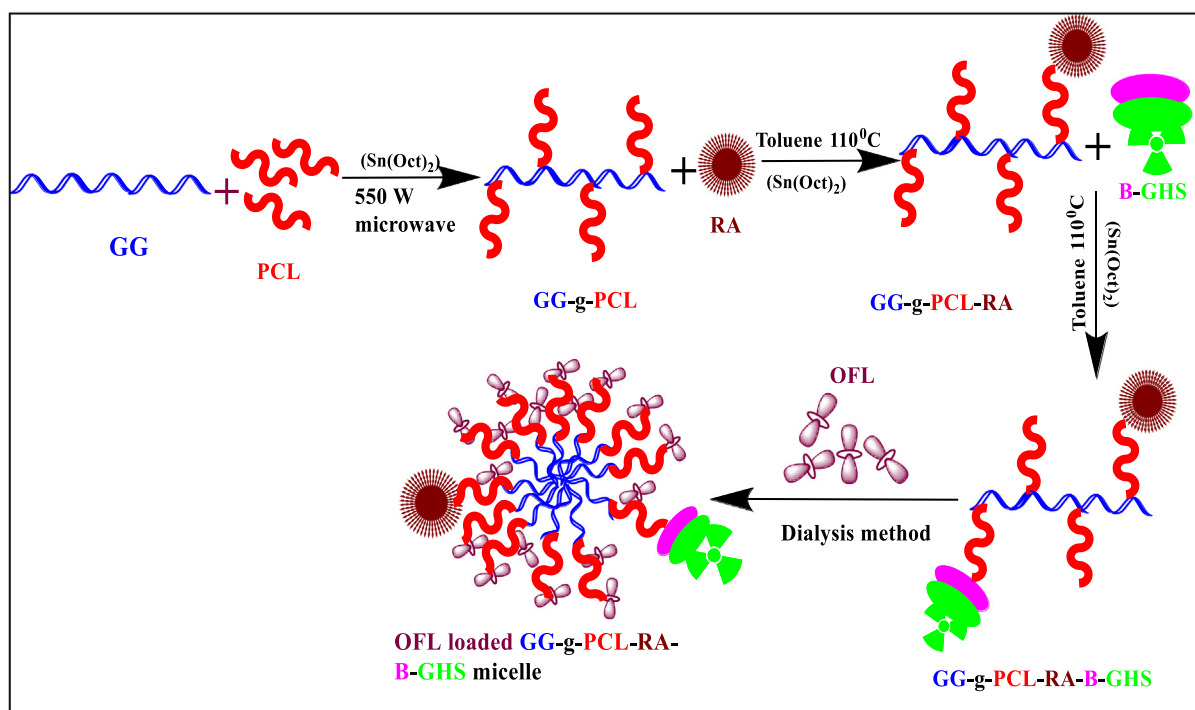 GG
+
PCL
(Sn(Oct)₂)
550 W
microwave
GG-g-PCL
+
RA
Toluene 110⁰C
(Sn(Oct)₂)
GG-g-PCL-RA
+
B-GHS
Toluene 110⁰C
(Sn(Oct)₂)
GG-g-PCL-RA-B-GHS
OFL
Dialysis method
OFL loaded GG-g-PCL-RA-
B-GHS micelle